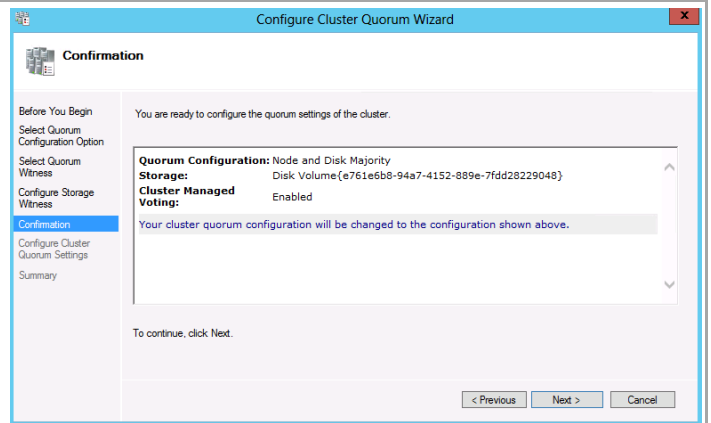 Configure Cluster Quorum Wizard
x
Confirmation
Before You Begin
Select Quorum
Configuration Option
Select Quorum
Witness
Configure Storage
Witness
Confirmation
Configure Cluster
Quorum Settings
Summary
You are ready to configure the quorum settings of the cluster.
Quorum Configuration: Node and Disk Majority
Storage: Disk Volume{e761e6b8-94a7-4152-889e-7fdd28229048}
Cluster Managed
Voting: Enabled
Your cluster quorum configuration will be changed to the configuration shown above.
To continue, click Next.
< Previous Next > Cancel